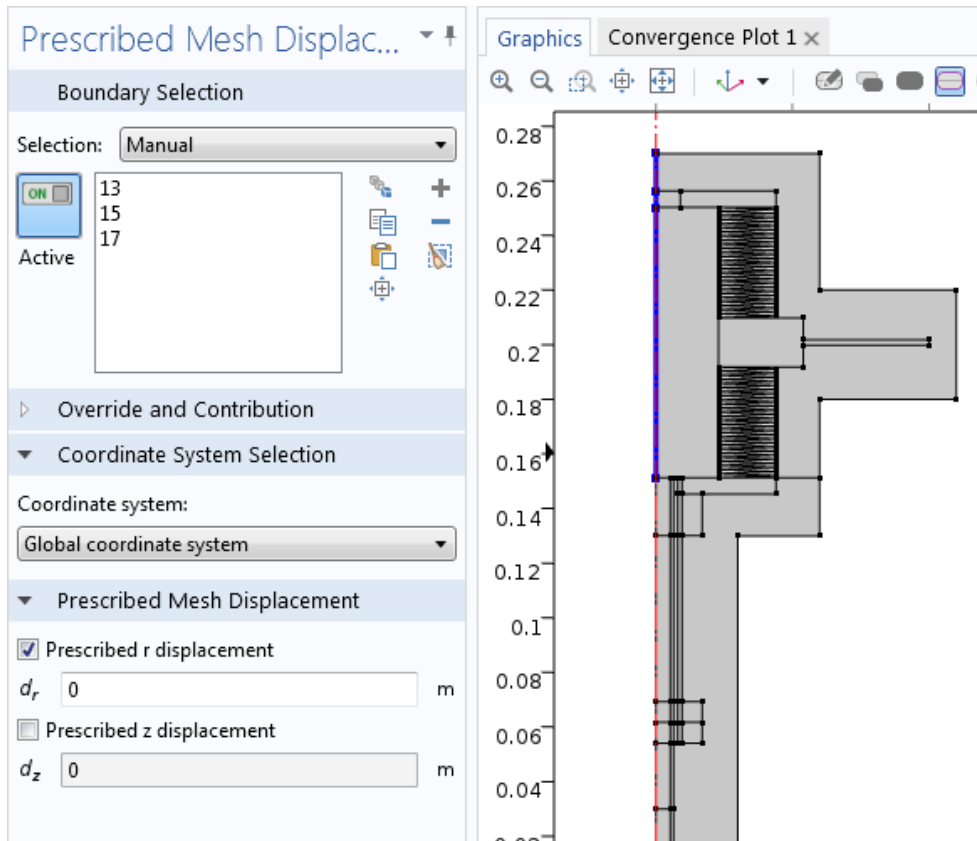 Prescribed Mesh Displac...
Boundary Selection
Selection: Manual
ON
Active
13
15
17
Override and Contribution
Coordinate System Selection
Coordinate system:
Global coordinate system
Prescribed Mesh Displacement
Prescribed r displacement
dr 0 m
Prescribed z displacement
dz 0 m
Graphics Convergence Plot 1
0.28
0.26
0.24
0.22
0.2
0.18
0.16
0.14
0.12
0.1
0.08
0.06
0.04